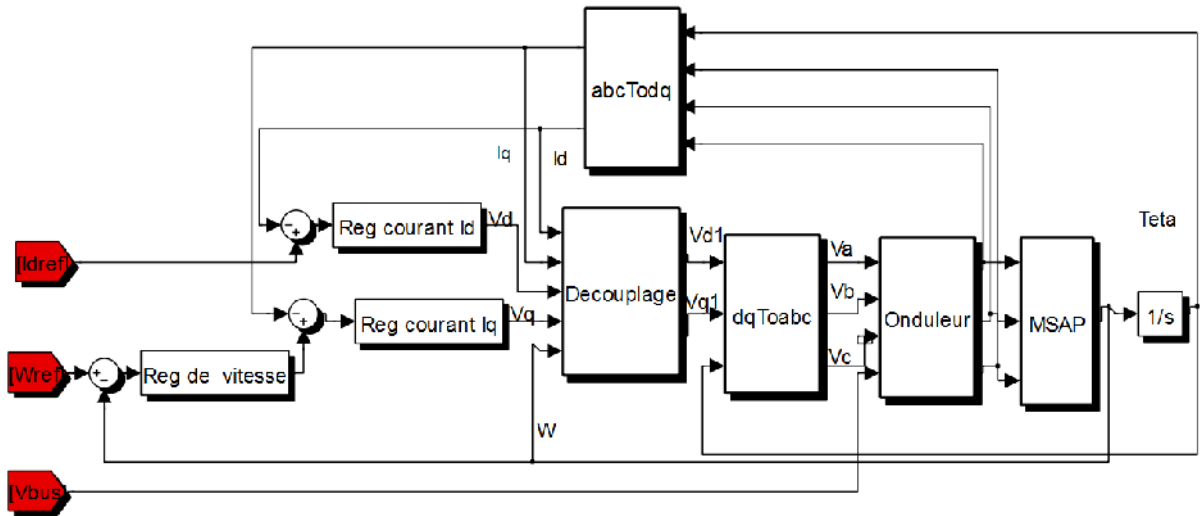 abcTodq
Iq
Id
Teta
- +
Reg courant Id
Vd
[Idref]
Vd1
Va
- +
Reg courant Iq
Vq
Decouplage
Vq1
dqToabc
Vb
Onduleur
MSAP
1/s
[Wref]
+ -
Reg de vitesse
Vc
W
[Vbus]